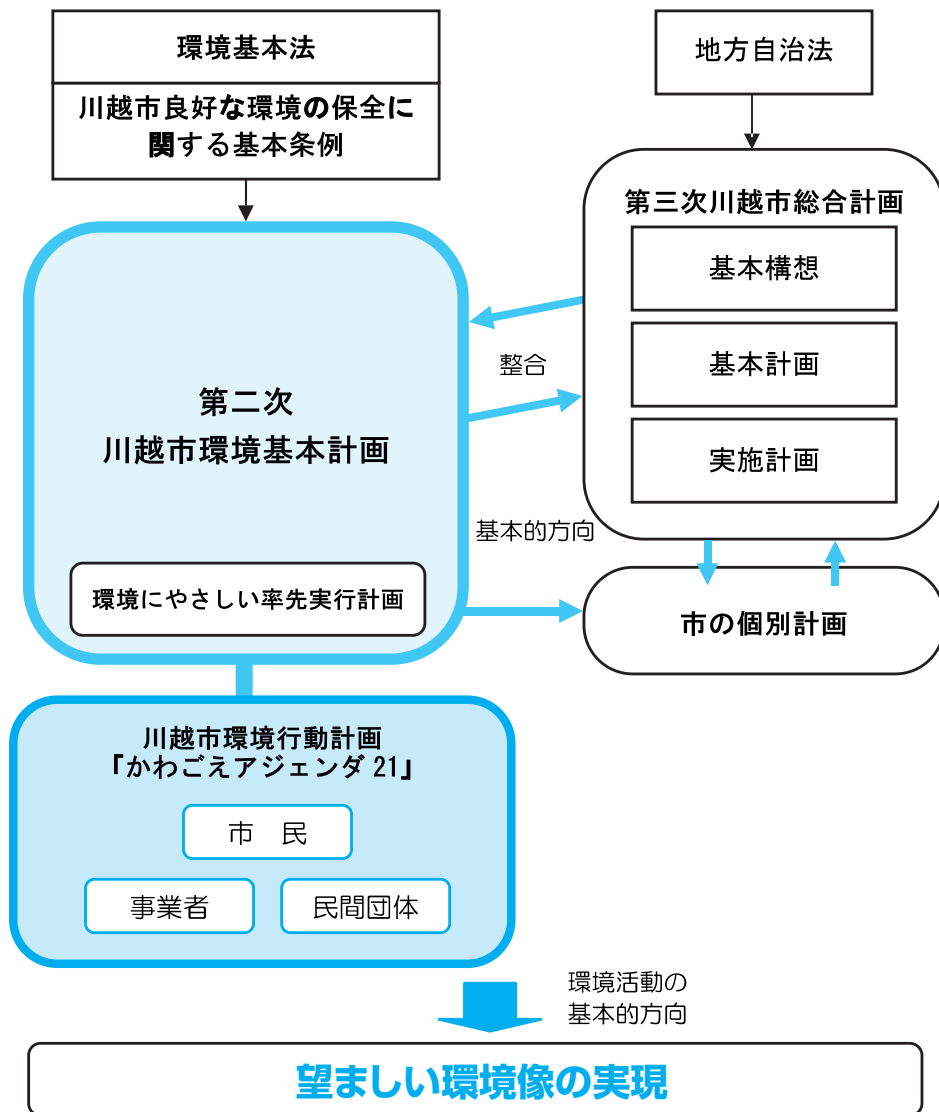 環境基本法
川越市良好な環境の保全に
関する基本条例
地方自治法
第三次川越市総合計画
基本構想
基本計画
実施計画
整合
第二次
川越市環境基本計画
環境にやさしい率先実行計画
基本的方向
市の個別計画
川越市環境行動計画
「かわごえアジェンダ 21」
市　民
事業者
民間団体
環境活動の
基本的方向
望ましい環境像の実現